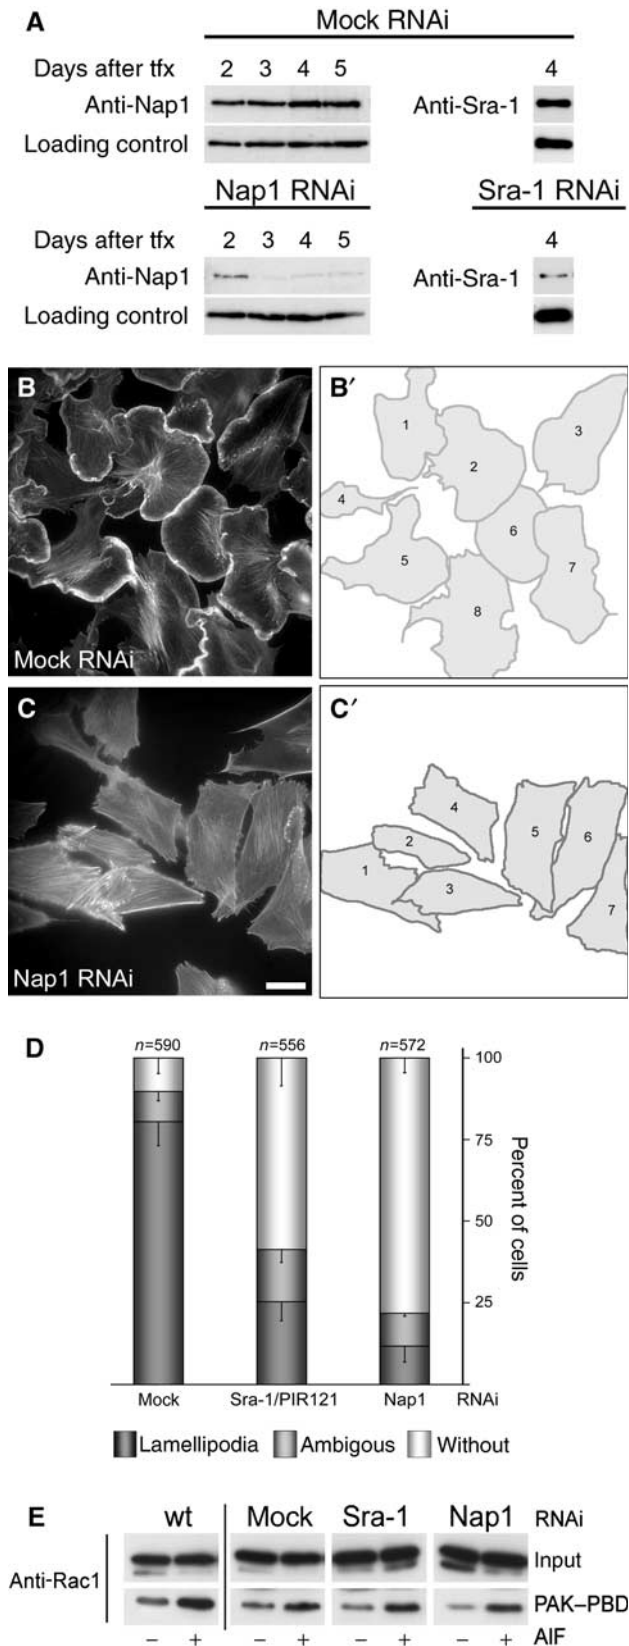 A
Mock RNAi
Days after tfx 2 3 4 5 4
Anti-Nap1 Anti-Sra-1
Loading control
Nap1 RNAi Sra-1 RNAi
Days after tfx 2 3 4 5 4
Anti-Nap1 Anti-Sra-1
Loading control
B
Mock RNAi
B′
1
2
3
4
5
6
7
8
C
Nap1 RNAi
C′
1
2
3
4
5
6
7
D
n=590 n=556 n=572
100
75
50
25
Percent of cells
Mock Sra-1/PIR121 Nap1 RNAi
Lamellipodia Ambigous Without
E
wt Mock Sra-1 Nap1 RNAi
Anti-Rac1
Input
PAK–PBD
– + – + – + – + AlF